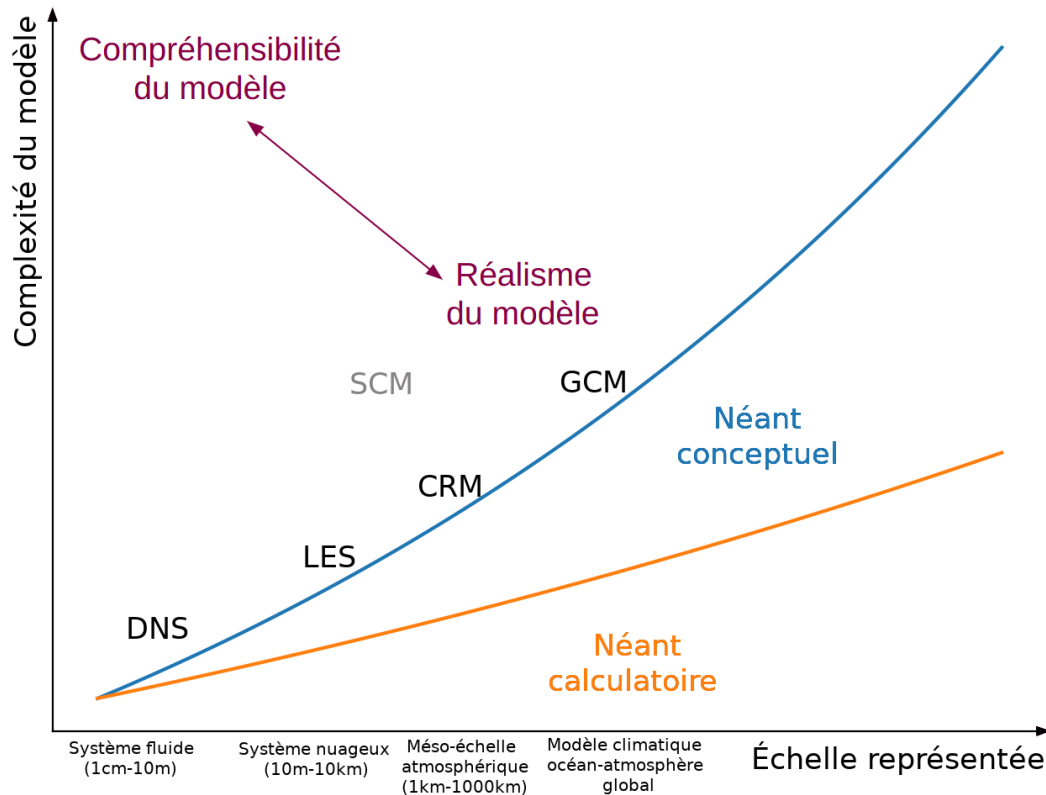 Complexité du modèle
Compréhensibilité
du modèle
Réalisme
du modèle
SCM
GCM
Néant
conceptuel
CRM
LES
DNS
Néant
calculatoire
Système fluide
(1cm-10m)
Système nuageux
(10m-10km)
Méso-échelle
atmosphérique
(1km-1000km)
Modèle climatique
océan-atmosphère
global
Échelle représentée